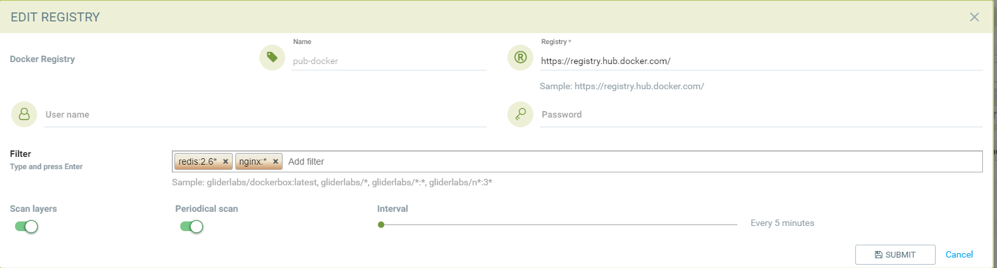 EDIT REGISTRY
Docker Registry
Name
pub-docker
Registry *
https://registry.hub.docker.com/
Sample: https://registry.hub.docker.com/
User name
Password
Filter
Type and press Enter
redis:2.6* × nginx:* × Add filter
Sample: gliderlabs/dockerbox:latest, gliderlabs/*, gliderlabs/*:*, gliderlabs/n*:3*
Scan layers
Periodical scan
Interval
Every 5 minutes
SUBMIT
Cancel